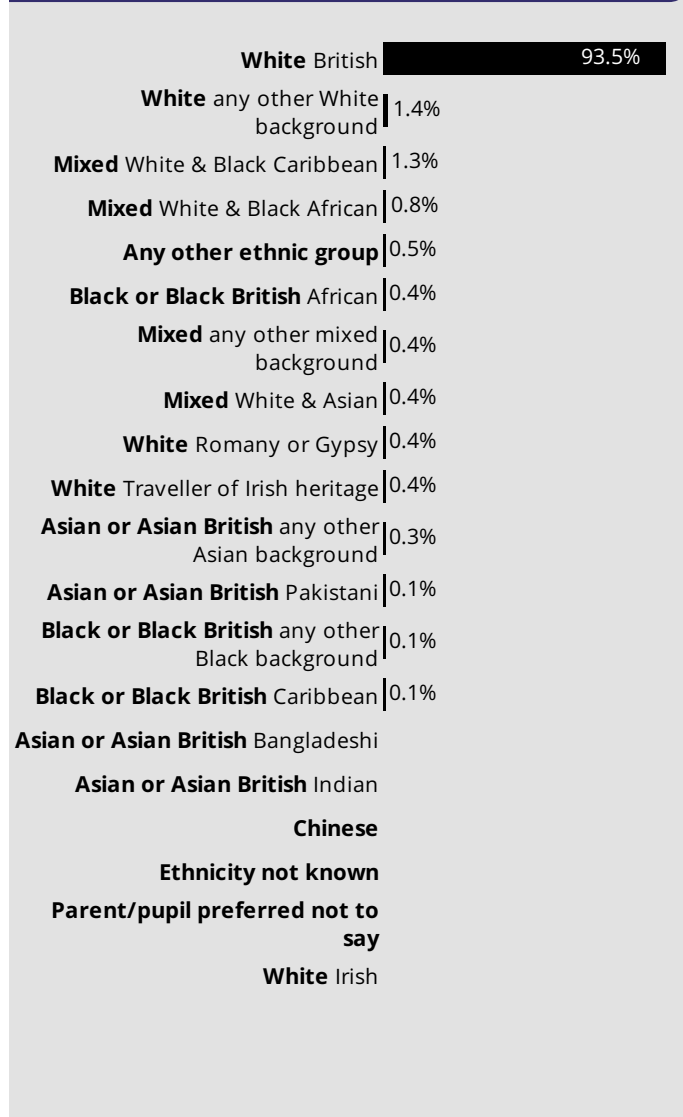 White British 93.5%
White any other White
background 1.4%
Mixed White & Black Caribbean 1.3%
Mixed White & Black African 0.8%
Any other ethnic group 0.5%
Black or Black British African 0.4%
Mixed any other mixed
background 0.4%
Mixed White & Asian 0.4%
White Romany or Gypsy 0.4%
White Traveller of Irish heritage 0.4%
Asian or Asian British any other
Asian background 0.3%
Asian or Asian British Pakistani 0.1%
Black or Black British any other
Black background 0.1%
Black or Black British Caribbean 0.1%
Asian or Asian British Bangladeshi
Asian or Asian British Indian
Chinese
Ethnicity not known
Parent/pupil preferred not to
say
White Irish